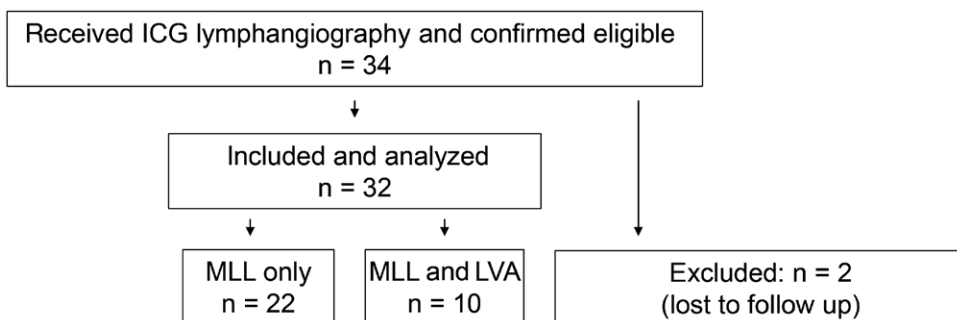 Received ICG lymphangiography and confirmed eligible
n = 34
Included and analyzed
n = 32
MLL only
n = 22
MLL and LVA
n = 10
Excluded: n = 2
(lost to follow up)